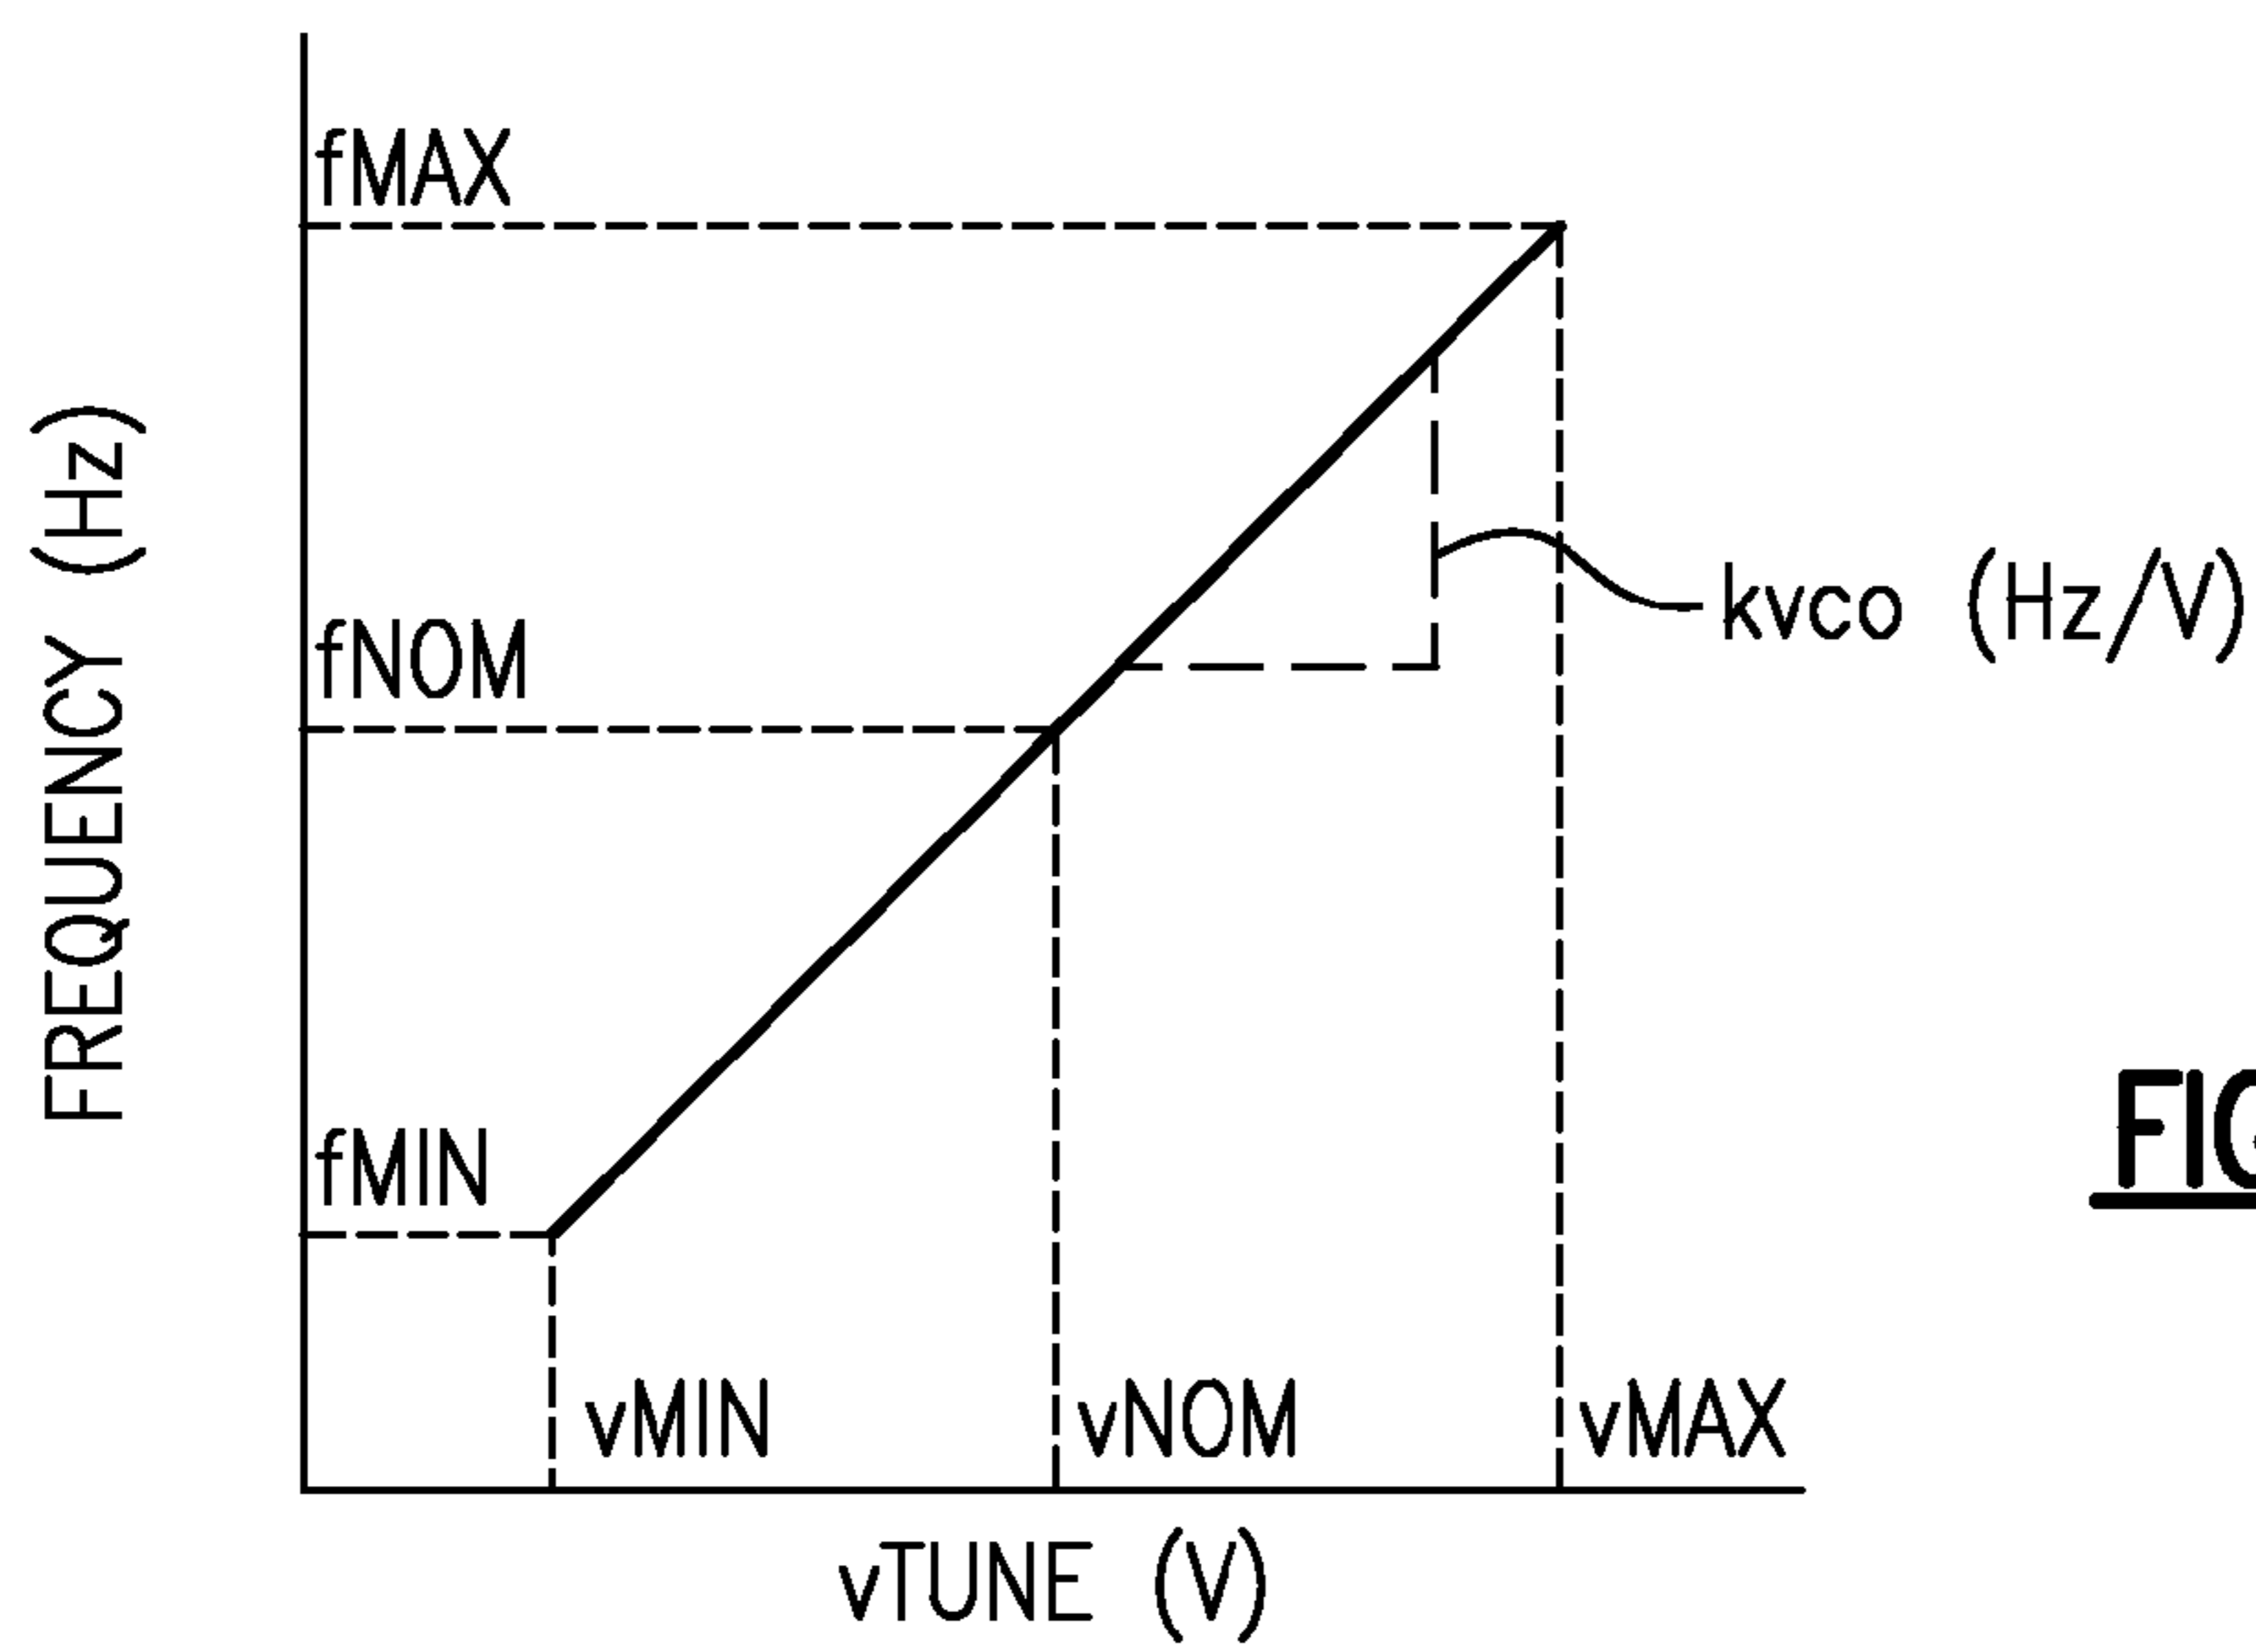 fMAX
FREQUENCY (Hz)
kvco (Hz/V)
fNOM
fMIN
vMIN
vNOM
vMAX
vTUNE (V)